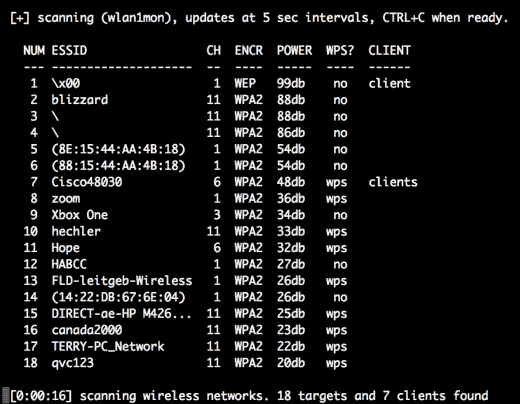 [+] scanning (wlan1mon), updates at 5 sec intervals, CTRL+C when ready.
NUM ESSID CH ENCR POWER WPS? CLIENT
--- -------------------- -- ---- ----- ---- ------
1 \x00 1 WEP 99db no client
2 blizzard 11 WPA2 88db no
3 \ 11 WPA2 88db no
4 \ 11 WPA2 86db no
5 (8E:15:44:AA:4B:18) 1 WPA2 54db no
6 (88:15:44:AA:4B:18) 1 WPA2 54db no
7 Cisco48030 6 WPA2 48db wps clients
8 zoom 1 WPA2 36db wps
9 Xbox One 3 WPA2 34db no
10 hechler 11 WPA2 33db wps
11 Hope 6 WPA2 32db wps
12 HABCC 1 WPA2 27db no
13 FLD-leitgeb-Wireless 1 WPA2 26db wps
14 (14:22:DB:67:6E:04) 1 WPA2 26db no
15 DIRECT-ae-HP M426... 11 WPA2 25db wps
16 canada2000 11 WPA2 23db wps
17 TERRY-PC_Network 11 WPA2 22db wps
18 qvc123 11 WPA2 20db wps
[0:00:16] scanning wireless networks. 18 targets and 7 clients found